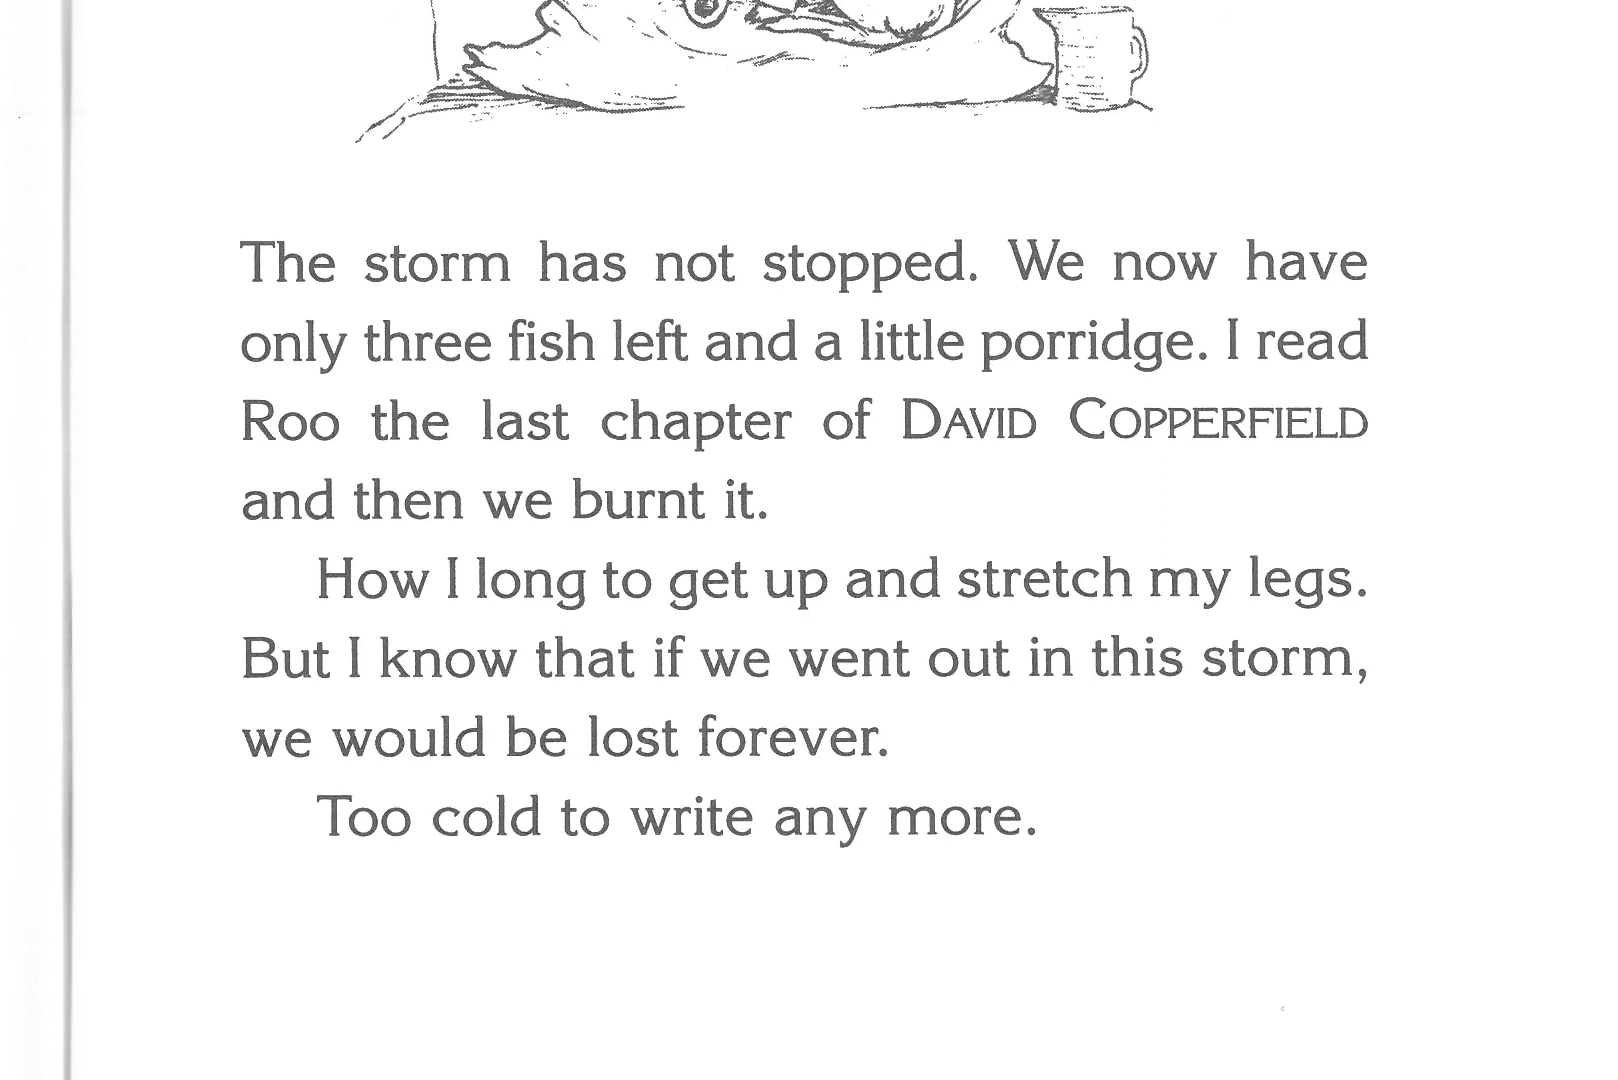 The storm has not stopped. We now have
only three fish left and a little porridge. I read
Roo the last chapter of DAVID COPPERFIELD
and then we burnt it.
How I long to get up and stretch my legs.
But I know that if we went out in this storm,
we would be lost forever.
Too cold to write any more.